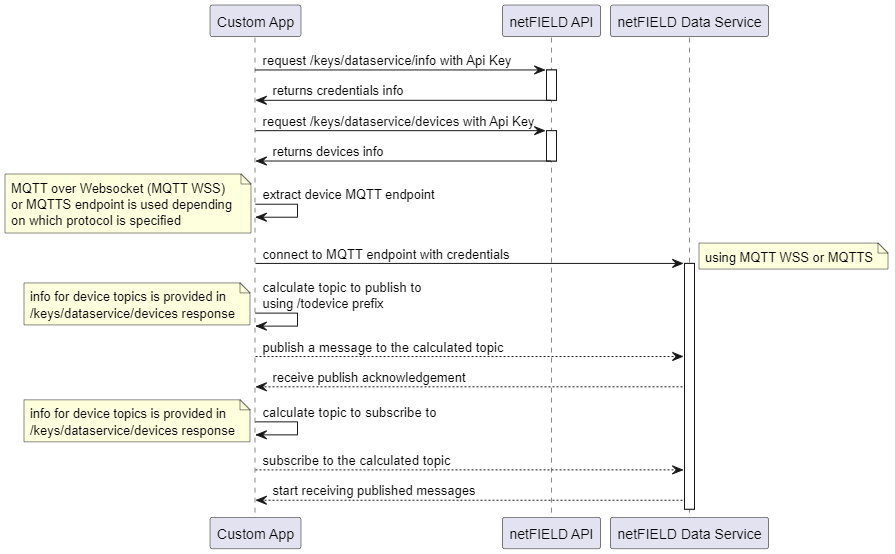 Custom App
netFIELD API
netFIELD Data Service
request /keys/dataservice/info with Api Key
returns credentials info
request /keys/dataservice/devices with Api Key
returns devices info
MQTT over Websocket (MQTT WSS)
or MQTTS endpoint is used depending
on which protocol is specified
extract device MQTT endpoint
connect to MQTT endpoint with credentials
using MQTT WSS or MQTTS
info for device topics is provided in
/keys/dataservice/devices response
calculate topic to publish to
using /todevice prefix
publish a message to the calculated topic
receive publish acknowledgement
info for device topics is provided in
/keys/dataservice/devices response
calculate topic to subscribe to
subscribe to the calculated topic
start receiving published messages
Custom App
netFIELD API
netFIELD Data Service